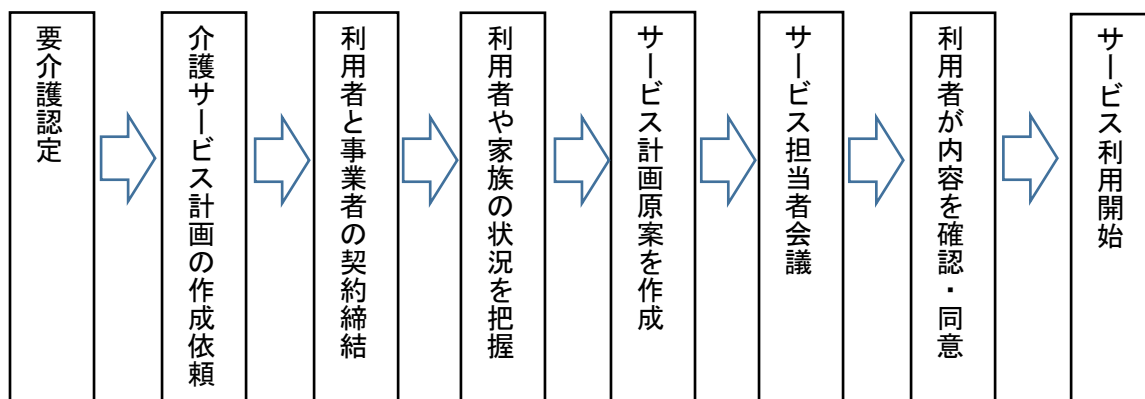 要介護認定
介護サービス計画の作成依頼
利用者と事業者の契約締結
利用者や家族の状況を把握
サービス計画原案を作成
サービス担当者会議
利用者が内容を確認・同意
サービス利用開始